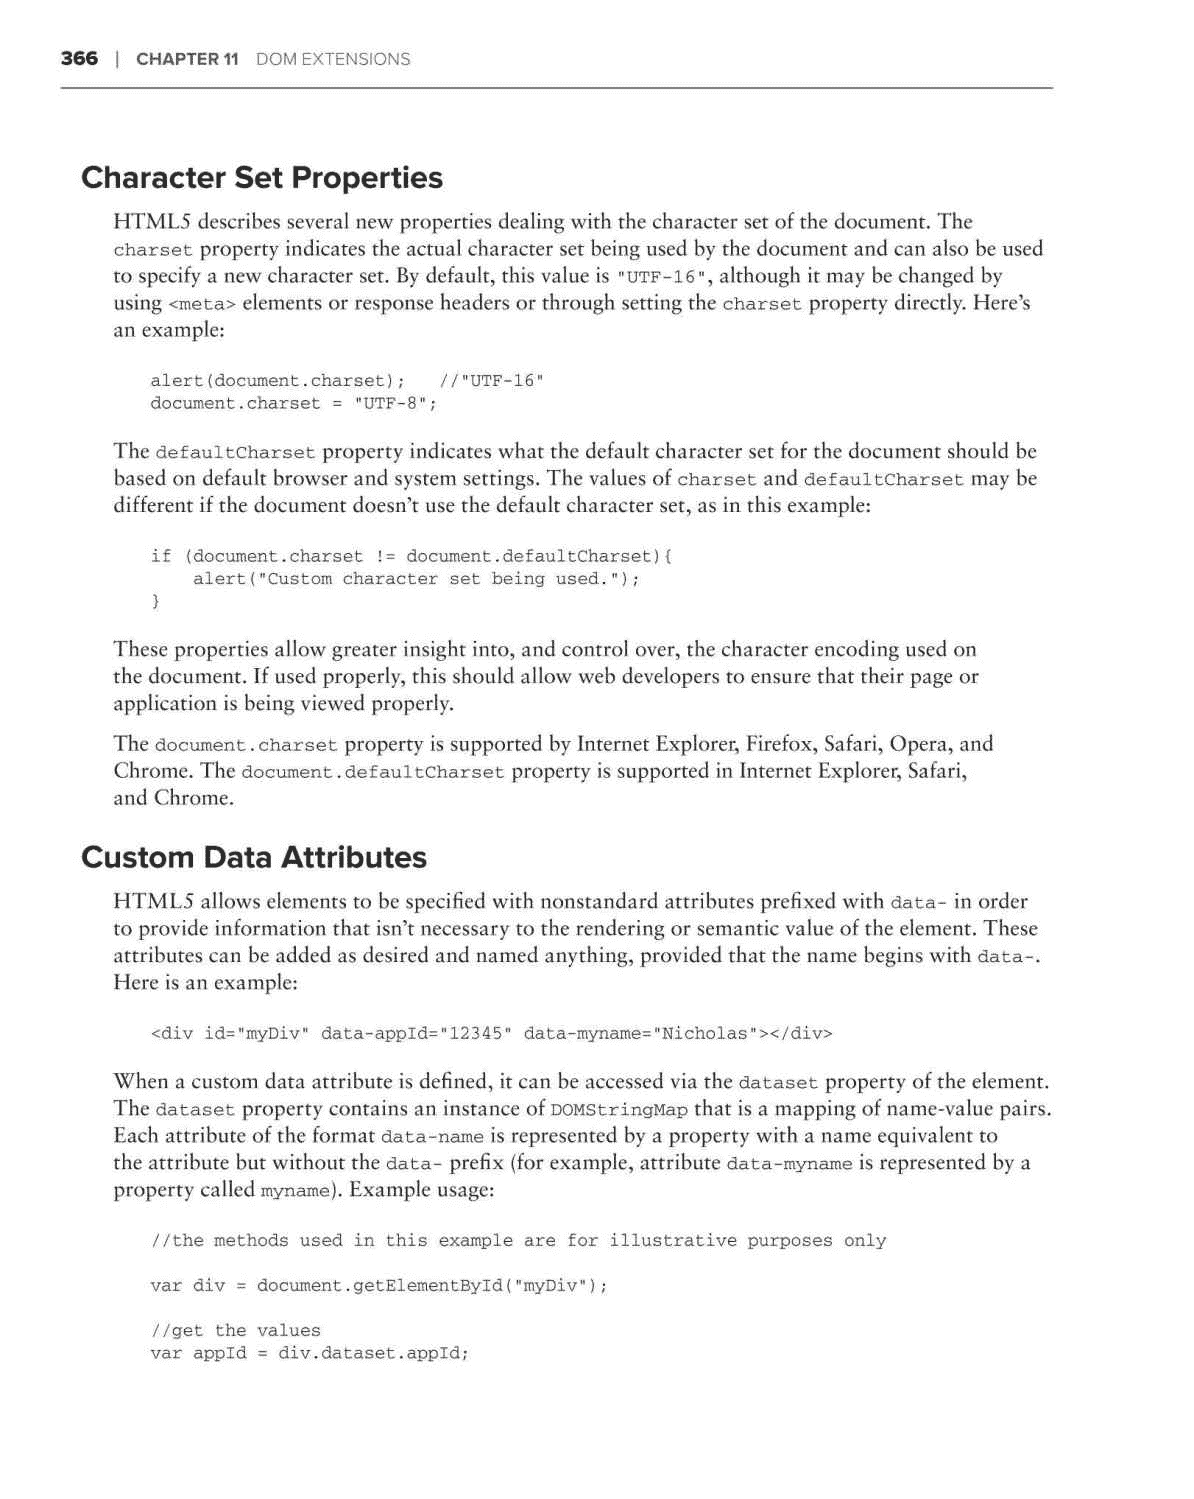 366 | CHAPTER 11 DOM EXTENSIONS
Character Set Properties
HTML5 describes several new properties dealing with the character set of the document. The
charset property indicates the actual character set being used by the document and can also be used
to specify a new character set. By default, this value is "UTF-16", although it may be changed by
using <meta> elements or response headers or through setting the charset property directly. Here’s
an example:
alert(document.charset);   //"UTF-16"
document.charset = "UTF-8";
The defaultCharset property indicates what the default character set for the document should be
based on default browser and system settings. The values of charset and defaultCharset may be
different if the document doesn’t use the default character set, as in this example:
if (document.charset != document.defaultCharset){
    alert("Custom character set being used.");
}
These properties allow greater insight into, and control over, the character encoding used on
the document. If used properly, this should allow web developers to ensure that their page or
application is being viewed properly.
The document.charset property is supported by Internet Explorer, Firefox, Safari, Opera, and
Chrome. The document.defaultCharset property is supported in Internet Explorer, Safari,
and Chrome.
Custom Data Attributes
HTML5 allows elements to be specified with nonstandard attributes prefixed with data- in order
to provide information that isn’t necessary to the rendering or semantic value of the element. These
attributes can be added as desired and named anything, provided that the name begins with data-.
Here is an example:
<div id="myDiv" data-appId="12345" data-myname="Nicholas"></div>
When a custom data attribute is defined, it can be accessed via the dataset property of the element.
The dataset property contains an instance of DOMStringMap that is a mapping of name-value pairs.
Each attribute of the format data-name is represented by a property with a name equivalent to
the attribute but without the data- prefix (for example, attribute data-myname is represented by a
property called myname). Example usage:
//the methods used in this example are for illustrative purposes only
var div = document.getElementById("myDiv");
//get the values
var appId = div.dataset.appId;